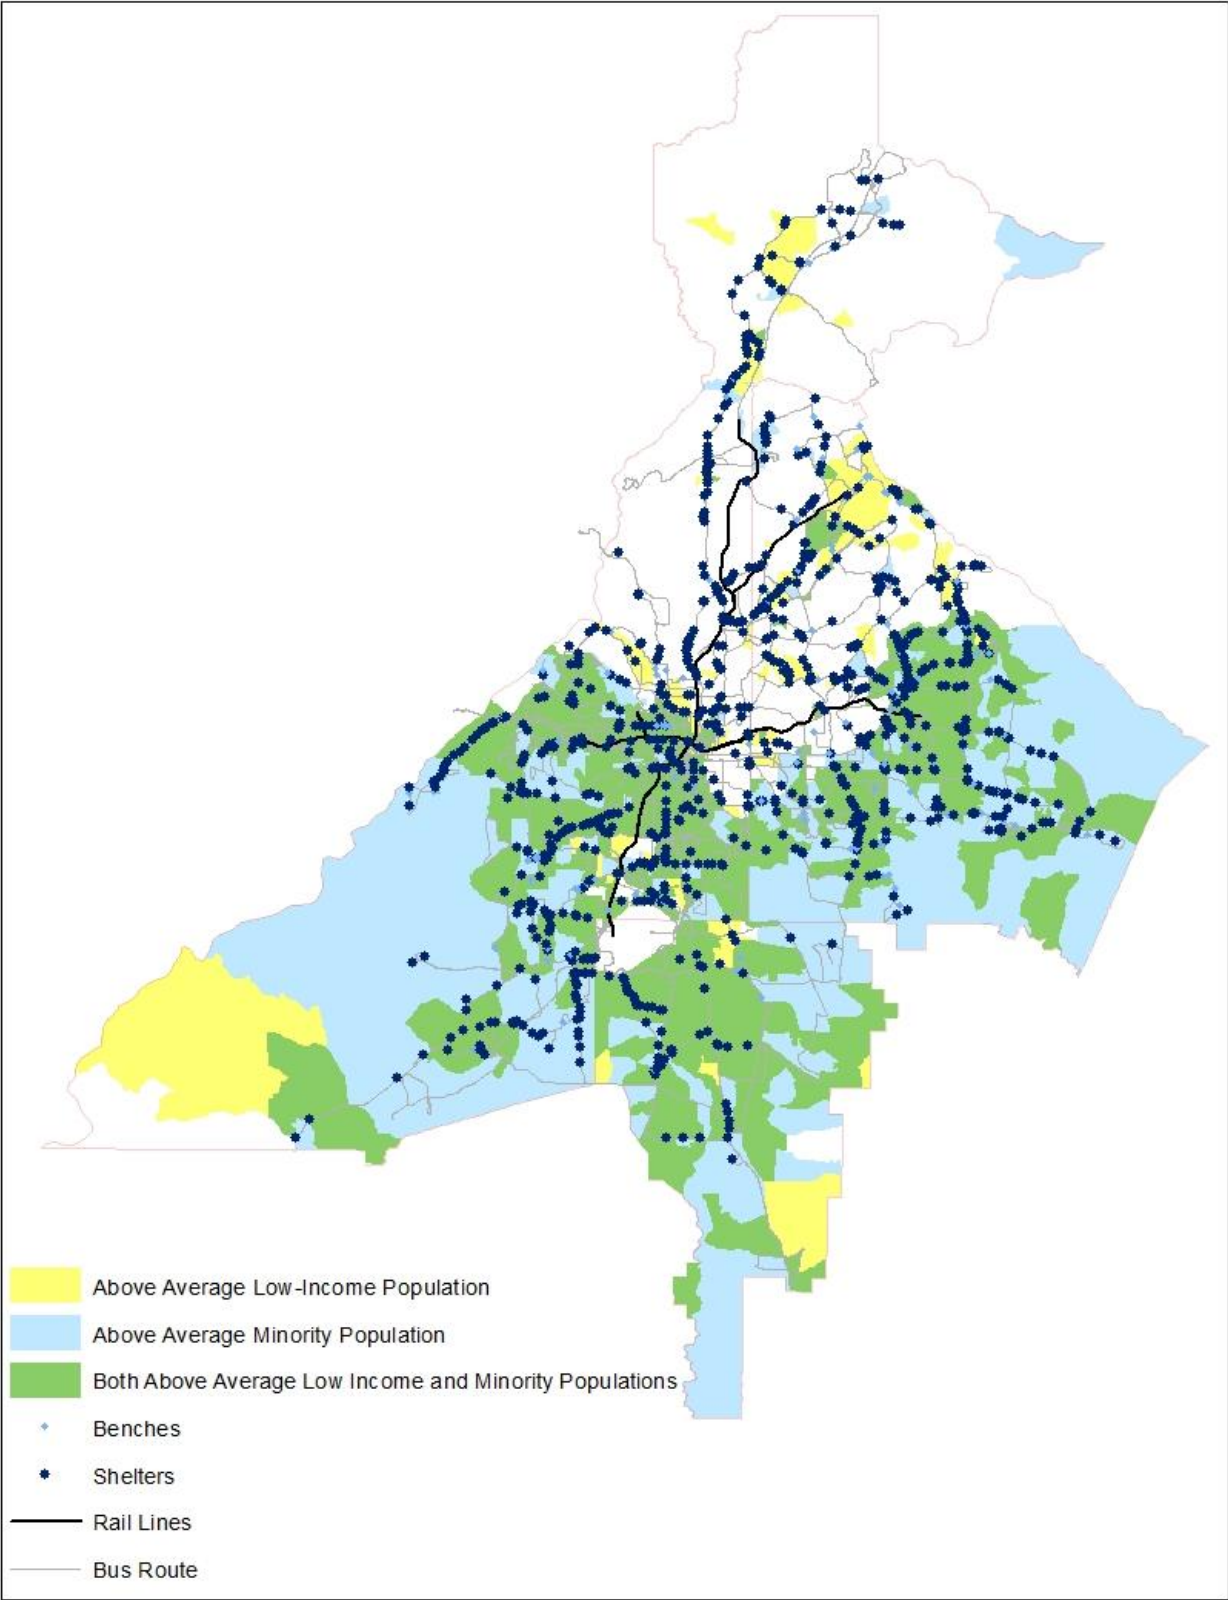 Above Average Low-Income Population
Above Average Minority Population
Both Above Average Low Income and Minority Populations
Benches
Shelters
Rail Lines
Bus Route